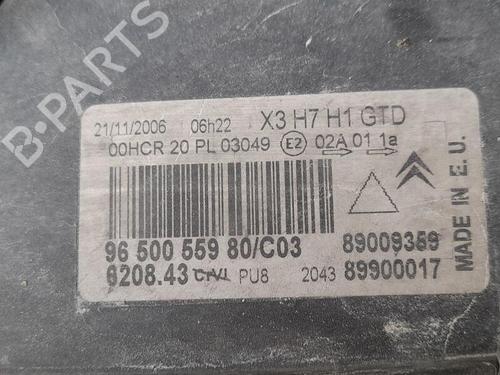 B-PARTS
21/11/2006 06h22 X3 H7 H1 GTD
00HCR 20 PL 03049 E2 02A 01 1a
96 500 559 80/C03 89009359
6208.43 CIVI PU8 2043 89900017
MADE IN E.U.